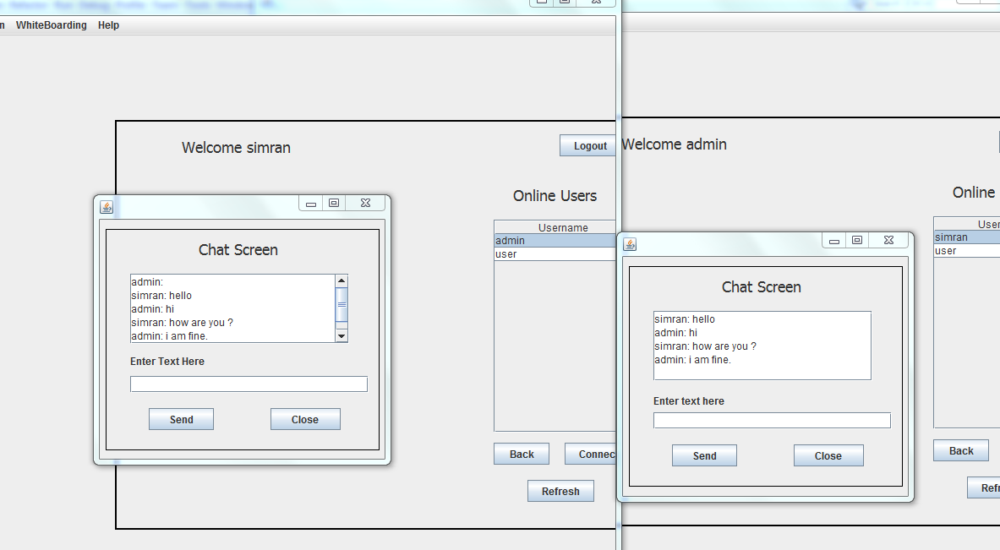 WhiteBoarding Help
Welcome simran
Logout
Online Users
Username
admin
user
Chat Screen
admin:
simran: hello
admin: hi
simran: how are you ?
admin: i am fine.
Enter Text Here
Send Close
Back Connec
Refresh
Welcome admin
Online
User
simran
user
Chat Screen
simran: hello
admin: hi
simran: how are you ?
admin: i am fine.
Enter text here
Send Close
Back
Ref